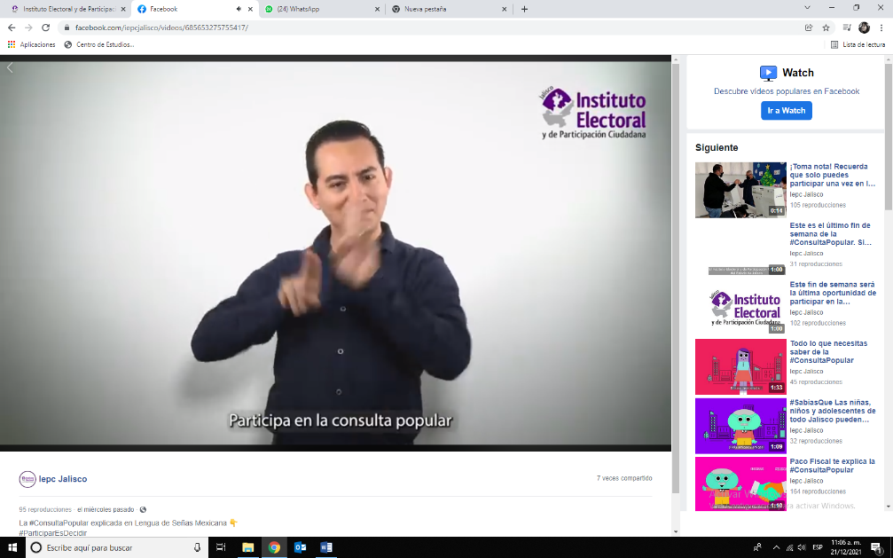 Instituto Electoral y de Participac
Facebook
(24) WhatsApp
Nueva pestaña
facebook.com/iepcjalisco/videos/685653275755417/
Aplicaciones
Centro de Estudios...
Lista de lectura
Jalisco
Instituto
Electoral
y de Participación Ciudadana
Participa en la consulta popular
Iepc Jalisco
7 veces compartido
95 reproducciones · el miércoles pasado ·
La #ConsultaPopular explicada en Lengua de Señas Mexicana 👇
#ParticiparEsDecidir
Watch
Descubre videos populares en Facebook
Ir a Watch
Siguiente
0:14
¡Toma nota! Recuerda
que solo puedes
participar una vez en l...
Iepc Jalisco
105 reproducciones
1:00
Este es el último fin de
semana de la
#ConsultaPopular. Si...
Iepc Jalisco
31 reproducciones
Instituto
Electoral
y de Participación Ciudadana
1:00
Este fin de semana será
la última oportunidad de
participar en la...
Iepc Jalisco
102 reproducciones
1:33
Todo lo que necesitas
saber de la
#ConsultaPopular
Iepc Jalisco
45 reproducciones
1:09
#SabíasQue Las niñas,
niños y adolescentes de
todo Jalisco pueden...
Iepc Jalisco
32 reproducciones
1:10
Paco Fiscal te explica la
#ConsultaPopular
Iepc Jalisco
164 reproducciones
Escribe aquí para buscar
ESP
11:06 a. m.
21/12/2021